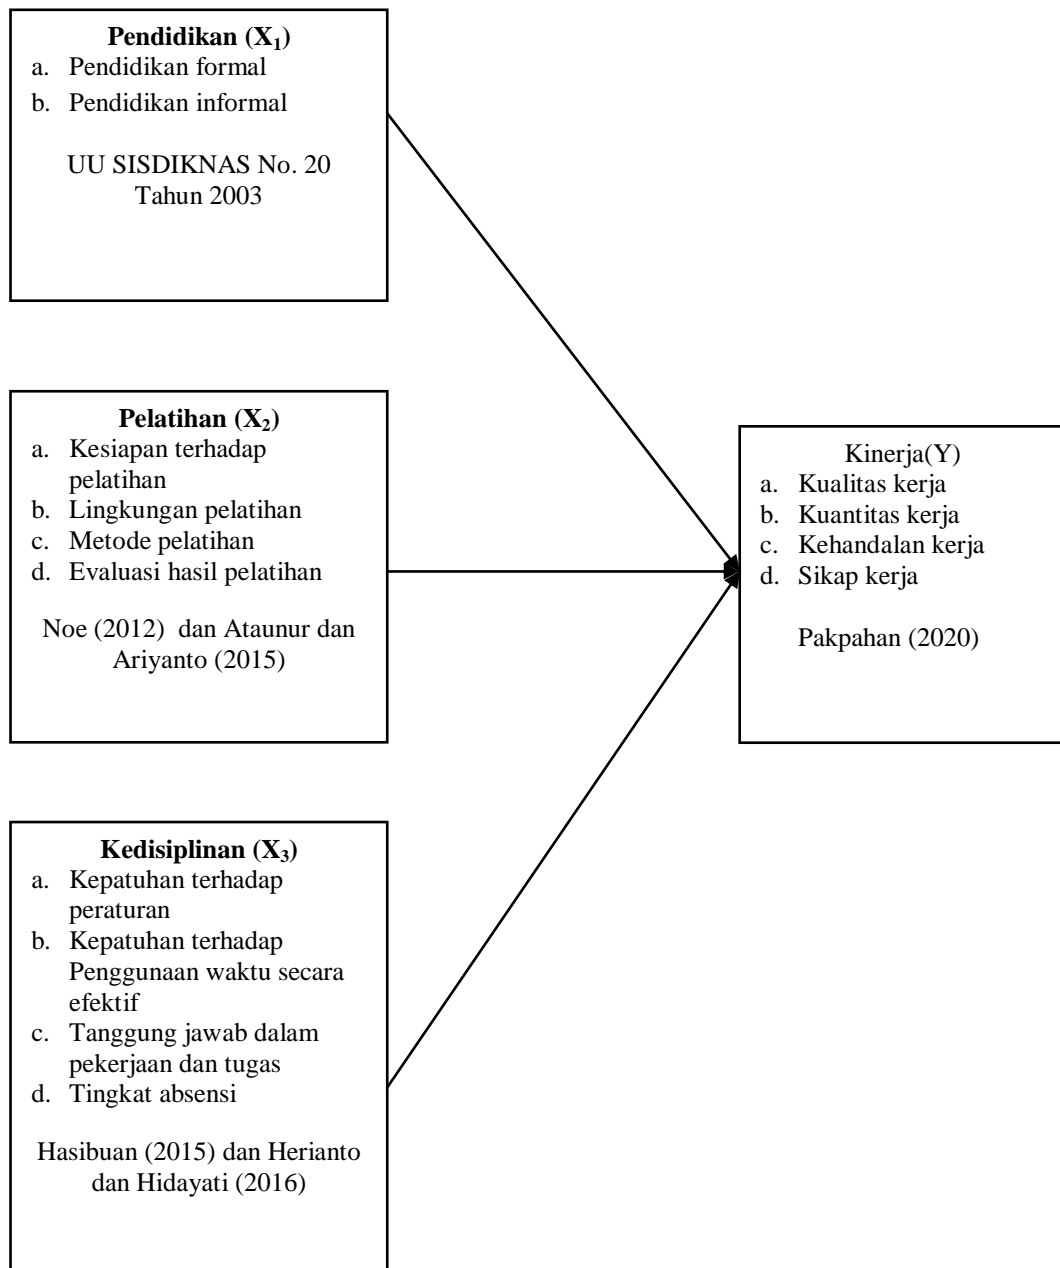 Pendidikan (X1)
a. Pendidikan formal
b. Pendidikan informal
UU SISDIKNAS No. 20
Tahun 2003
Pelatihan (X2)
a. Kesiapan terhadap
pelatihan
b. Lingkungan pelatihan
c. Metode pelatihan
d. Evaluasi hasil pelatihan
Noe (2012) dan Ataunur dan
Ariyanto (2015)
Kinerja(Y)
a. Kualitas kerja
b. Kuantitas kerja
c. Kehandalan kerja
d. Sikap kerja
Pakpahan (2020)
Kedisiplinan (X3)
a. Kepatuhan terhadap
peraturan
b. Kepatuhan terhadap
Penggunaan waktu secara
efektif
c. Tanggung jawab dalam
pekerjaan dan tugas
d. Tingkat absensi
Hasibuan (2015) dan Herianto
dan Hidayati (2016)